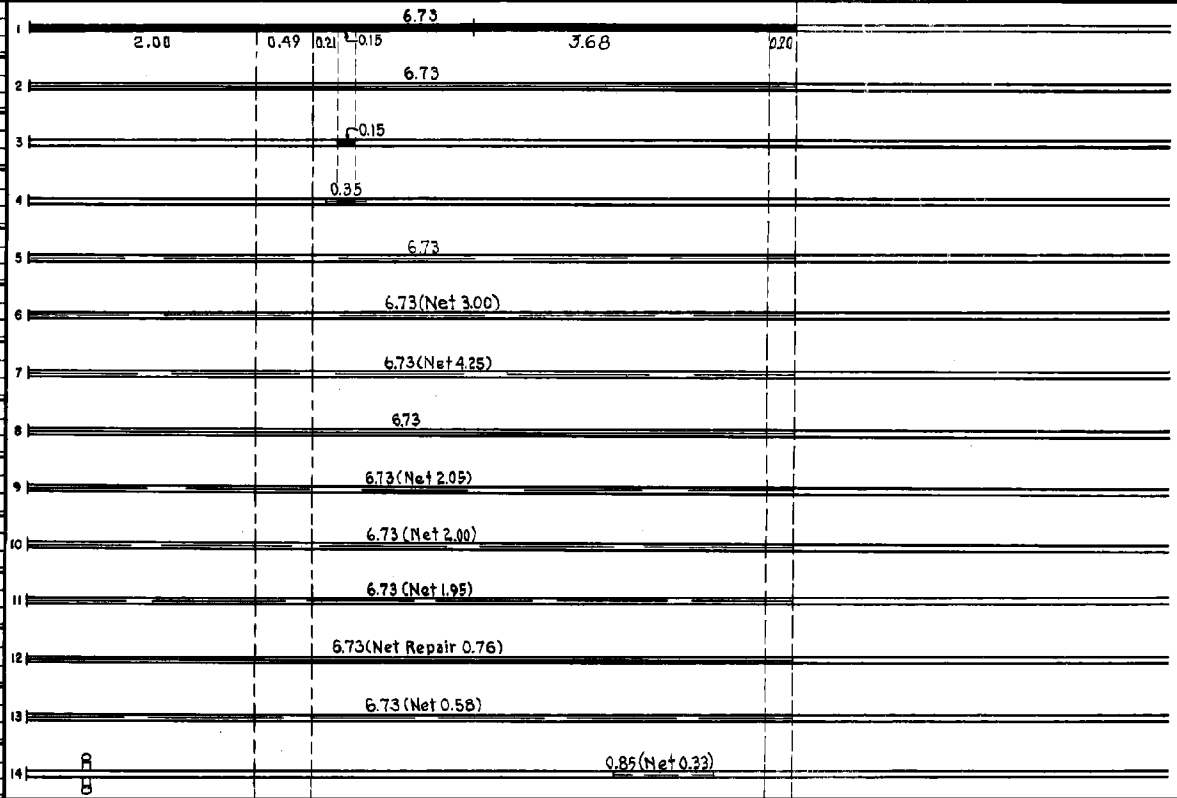 6.73
1
2.00 0.49 0.21 0.15 3.68 0.20
6.73
2
0.15
3
0.35
4
6.73
5
6.73(Net 3.00)
6
6.73(Net 4.25)
7
6.73
8
6.73(Net 2.05)
9
6.73 (Net 2.00)
10
6.73 (Net 1.95)
11
6.73(Net Repair 0.76)
12
6.73 (Net 0.58)
13
0.85(Net 0.33)
14